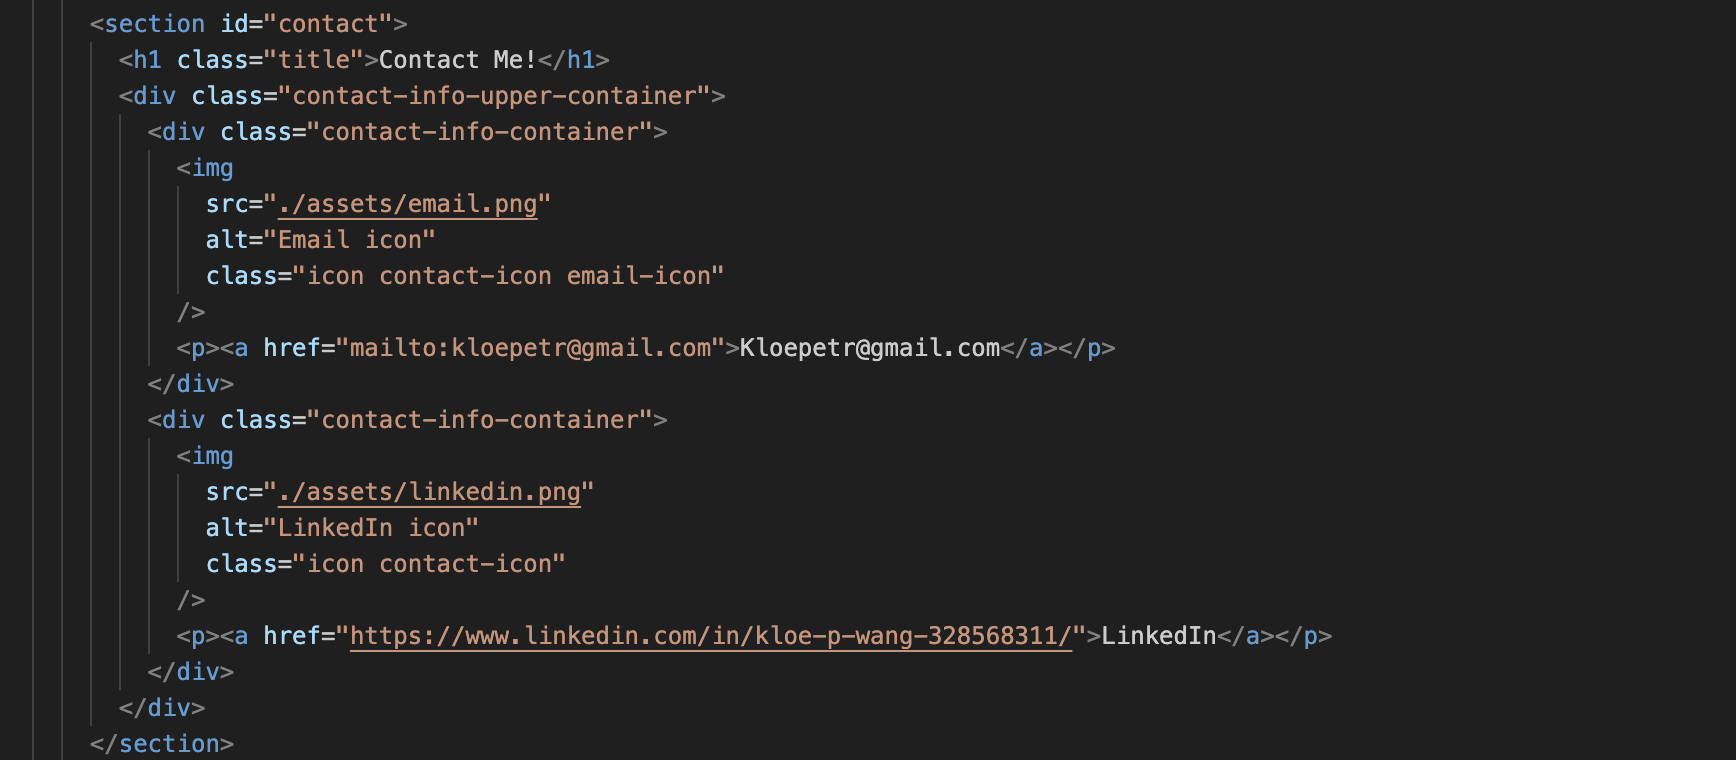 <section id="contact">
<h1 class="title">Contact Me!</h1>
<div class="contact-info-upper-container">
<div class="contact-info-container">
<img
src="./assets/email.png"
alt="Email icon"
class="icon contact-icon email-icon"
/>
<p><a href="mailto:kloepetr@gmail.com">Kloepetr@gmail.com</a></p>
</div>
<div class="contact-info-container">
<img
src="./assets/linkedin.png"
alt="LinkedIn icon"
class="icon contact-icon"
/>
<p><a href="https://www.linkedin.com/in/kloe-p-wang-328568311/">LinkedIn</a></p>
</div>
</div>
</section>